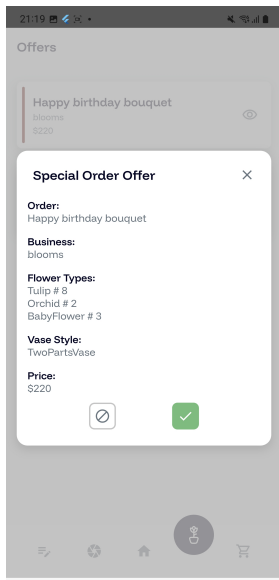 21:19
Offers
Happy birthday bouquet
blooms
$220
Special Order Offer
Order:
Happy birthday bouquet
Business:
blooms
Flower Types:
Tulip # 8
Orchid # 2
BabyFlower # 3
Vase Style:
TwoPartsVase
Price:
$220